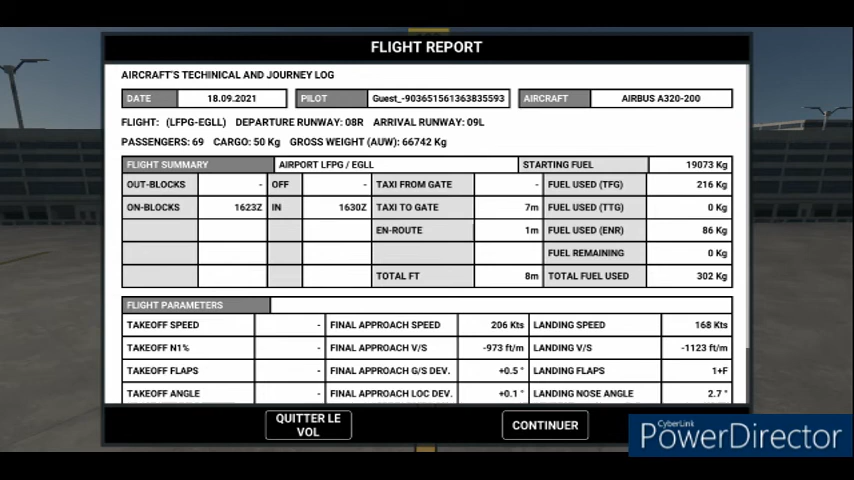 FLIGHT REPORT
AIRCRAFT'S TECHINICAL AND JOURNEY LOG
DATE 18.09.2021 PILOT Guest_-903651561363835593 AIRCRAFT AIRBUS A320-200
FLIGHT: (LFPG-EGLL) DEPARTURE RUNWAY: 08R ARRIVAL RUNWAY: 09L
PASSENGERS: 69 CARGO: 50 Kg GROSS WEIGHT (AUW): 66742 Kg
FLIGHT SUMMARY AIRPORT LFPG / EGLL STARTING FUEL 19073 Kg
OUT-BLOCKS - OFF - TAXI FROM GATE - FUEL USED (TFG) 216 Kg
ON-BLOCKS 1623Z IN 1630Z TAXI TO GATE 7m FUEL USED (TTG) 0 Kg
EN-ROUTE 1m FUEL USED (ENR) 86 Kg
FUEL REMAINING 0 Kg
TOTAL FT 8m TOTAL FUEL USED 302 Kg
FLIGHT PARAMETERS
TAKEOFF SPEED - FINAL APPROACH SPEED 206 Kts LANDING SPEED 168 Kts
TAKEOFF N1% - FINAL APPROACH V/S -973 ft/m LANDING V/S -1123 ft/m
TAKEOFF FLAPS - FINAL APPROACH G/S DEV. +0.5 ° LANDING FLAPS 1+F
TAKEOFF ANGLE - FINAL APPROACH LOC DEV. +0.1 ° LANDING NOSE ANGLE 2.7 °
QUITTER LE
VOL
CONTINUER
CyberLink
PowerDirector